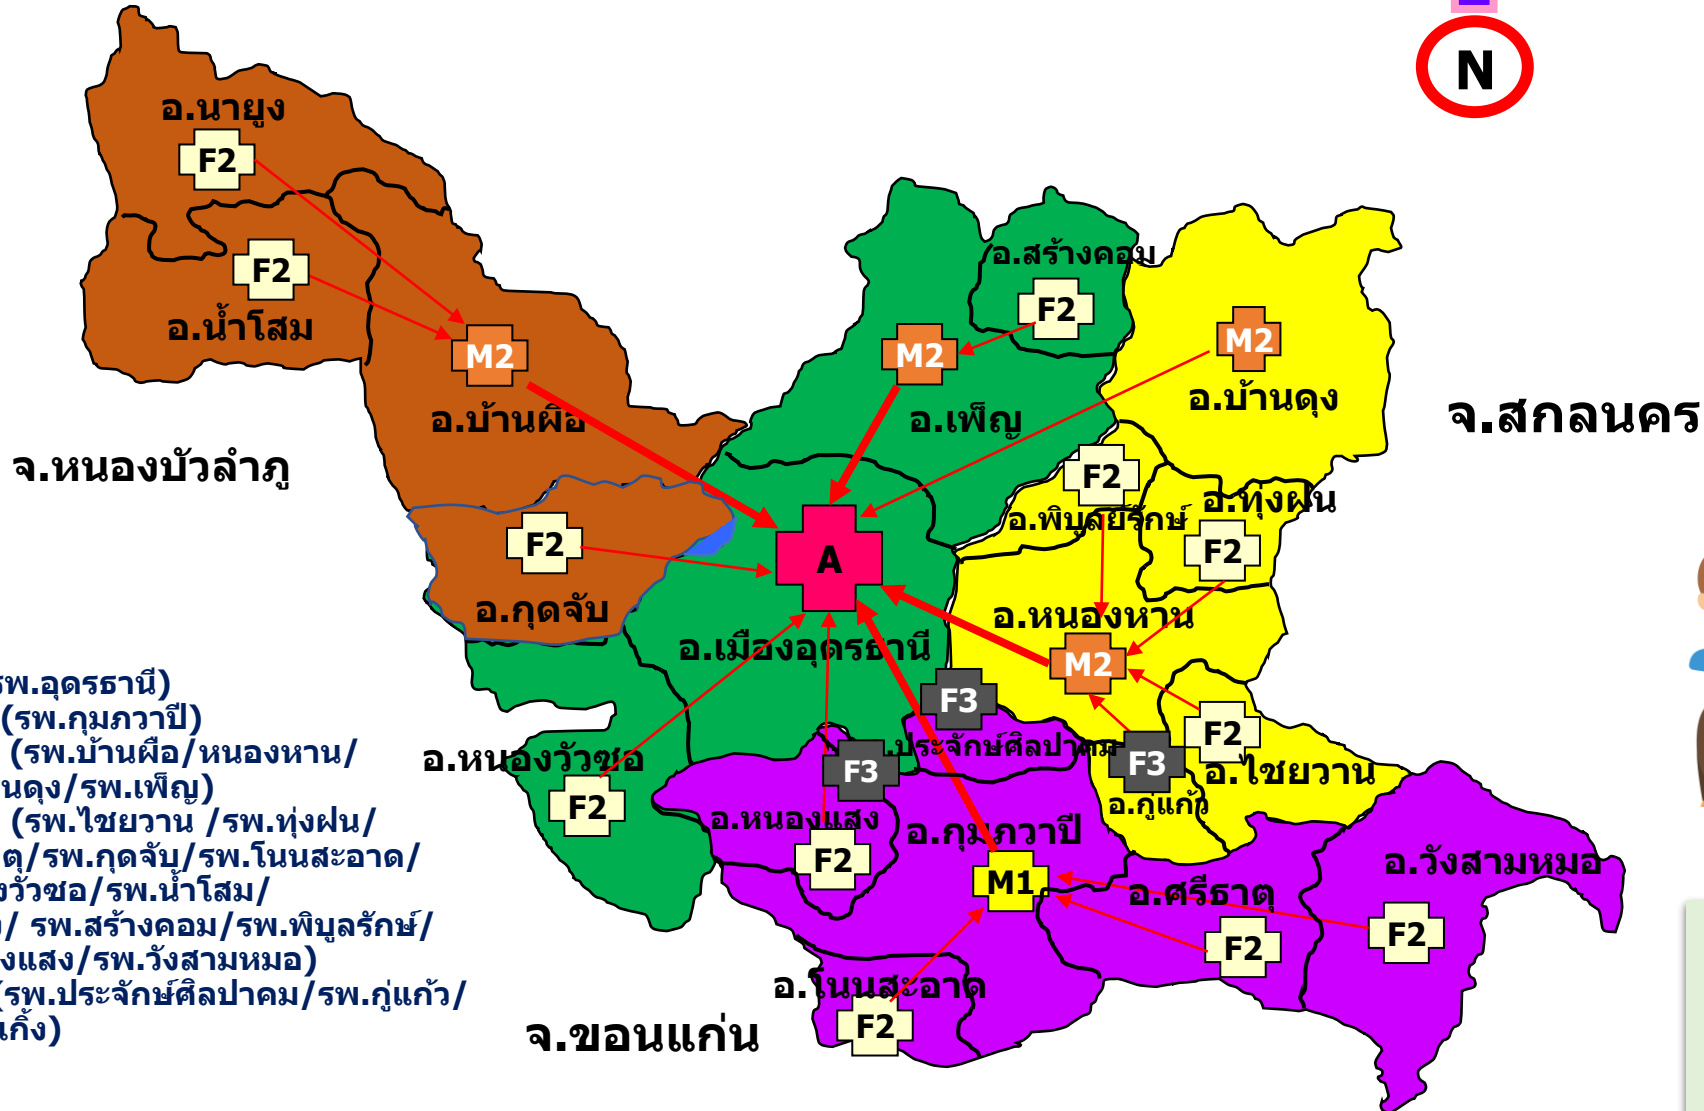 N
อ.นายูง
F2
อ.สร้างคอม
F2
F2
อ.น้ำโสม
M2
M2
M2
อ.บ้านผือ
อ.เพ็ญ
อ.บ้านดุง
จ.สกลนคร
จ.หนองบัวลำภู
F2
อ.ทุ่งฝน
อ.พิบูลย์รักษ์
F2
F2
A
อ.กุดจับ
อ.หนองหาน
อ.เมืองอุดรธานี
M2
รพ.อุดรธานี)
(รพ.กุมภวาปี)
(รพ.บ้านผือ/หนองหาน/
นดุง/รพ.เพ็ญ)
(รพ.ไชยวาน /รพ.ทุ่งฝน/
ตุ/รพ.กุดจับ/รพ.โนนสะอาด/
งวัวซอ/รพ.น้ำโสม/
/ รพ.สร้างคอม/รพ.พิบูลรักษ์/
งแสง/รพ.วังสามหมอ)
(รพ.ประจักษ์ศิลปาคม/รพ.กู่แก้ว/
แกิ้ง)
F3
F2
อ.หนองวัวซอ
.ประจักษ์ศิลปาคม
F3
F3
อ.ไชยวาน
F2
อ.กู่แก้ว
อ.หนองแสง
อ.กุมภวาปี
F2
M1
อ.วังสามหมอ
อ.ศรีธาตุ
F2
F2
อ.โนนสะอาด
F2
จ.ขอนแก่น